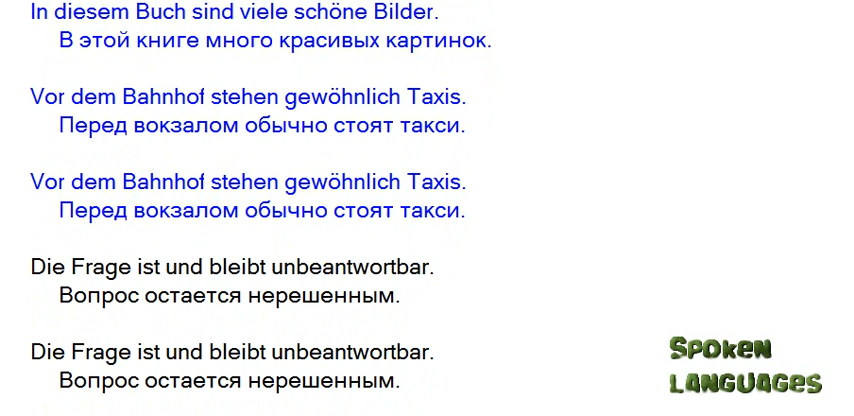 In diesem Buch sind viele schöne Bilder.
В этой книге много красивых картинок.
Vor dem Bahnhof stehen gewöhnlich Taxis.
Перед вокзалом обычно стоят такси.
Vor dem Bahnhof stehen gewöhnlich Taxis.
Перед вокзалом обычно стоят такси.
Die Frage ist und bleibt unbeantwortbar.
Вопрос остается нерешенным.
Die Frage ist und bleibt unbeantwortbar.
Вопрос остается нерешенным.
Spoken
Languages